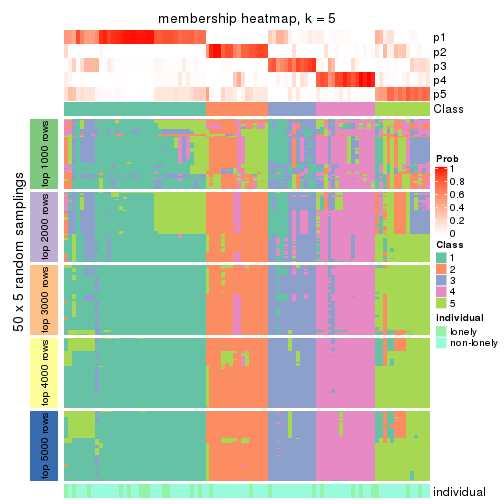 membership heatmap, k = 5
p1
p2
p3
p4
p5
Class
50 x 5 random samplings
top 1000 rows
top 2000 rows
top 3000 rows
top 4000 rows
top 5000 rows
individual
Prob
1
0.8
0.6
0.4
0.2
0
Class
1
2
3
4
5
individual
lonely
non-lonely